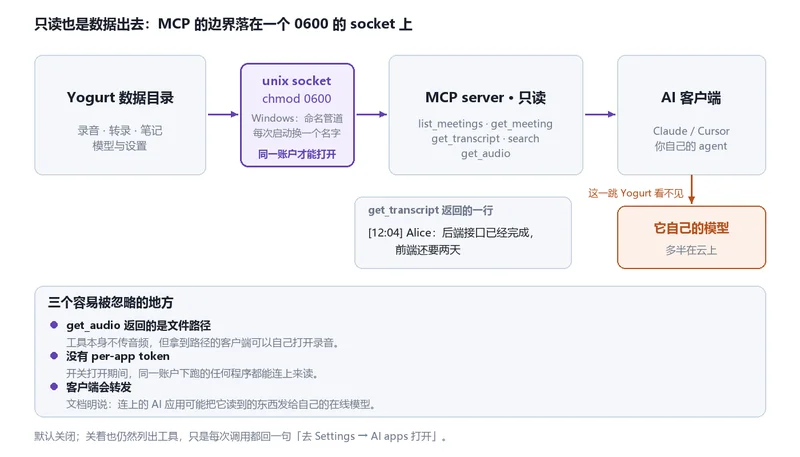 只读也是数据出去：MCP 的边界落在一个 0600 的 socket 上
Yogurt 数据目录
录音 · 转录 · 笔记
模型与设置
unix socket
chmod 0600
Windows：命名管道
每次启动换一个名字
同一账户才能打开
MCP server · 只读
list_meetings · get_meeting
get_transcript · search
get_audio
AI 客户端
Claude / Cursor
你自己的 agent
这一跳 Yogurt 看不见
它自己的模型
多半在云上
get_transcript 返回的一行
[12:04] Alice：后端接口已经完成，
前端还要两天
三个容易被忽略的地方
get_audio 返回的是文件路径
工具本身不传音频，但拿到路径的客户端可以自己打开录音。
没有 per-app token
开关打开期间，同一账户下跑的任何程序都能连上来读。
客户端会转发
文档明说：连上的 AI 应用可能把它读到的东西发给自己的在线模型。
默认关闭；关着也仍然列出工具，只是每次调用都回一句「去 Settings → AI apps 打开」。